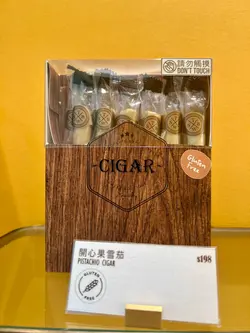 請勿觸摸
DON'T TOUCH
-CIGAR-
Gluten
Free
開心果雪茄
PISTACHIO CIGAR
$198
GLUTEN
FREE